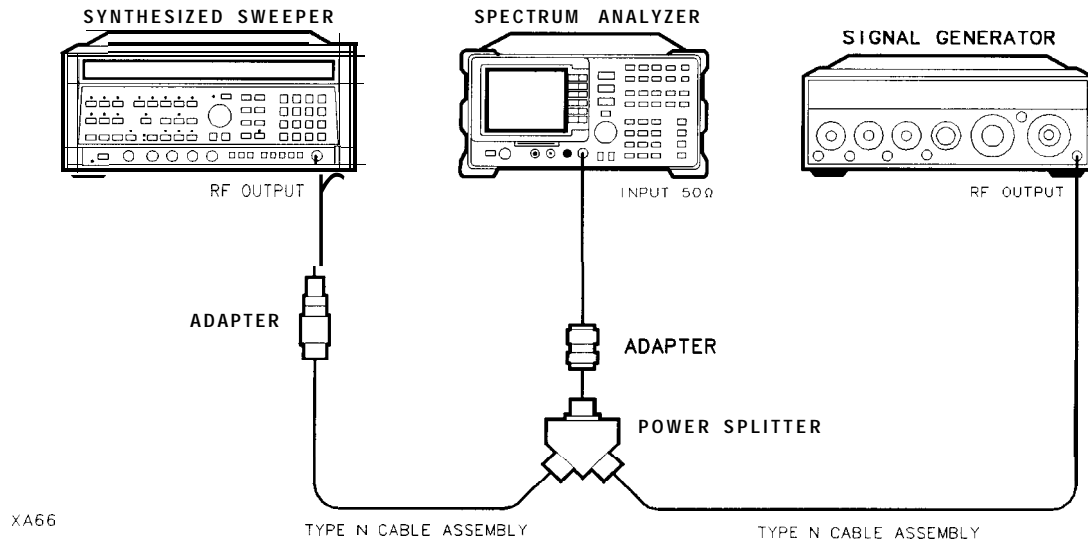 SYNTHESIZED SWEEPER
SPECTRUM ANALYZER
SIGNAL GENERATOR
RF OUTPUT
INPUT 50Ω
RF OUTPUT
ADAPTER
ADAPTER
POWER SPLITTER
XA66
TYPE N CABLE ASSEMBLY
TYPE N CABLE ASSEMBLY